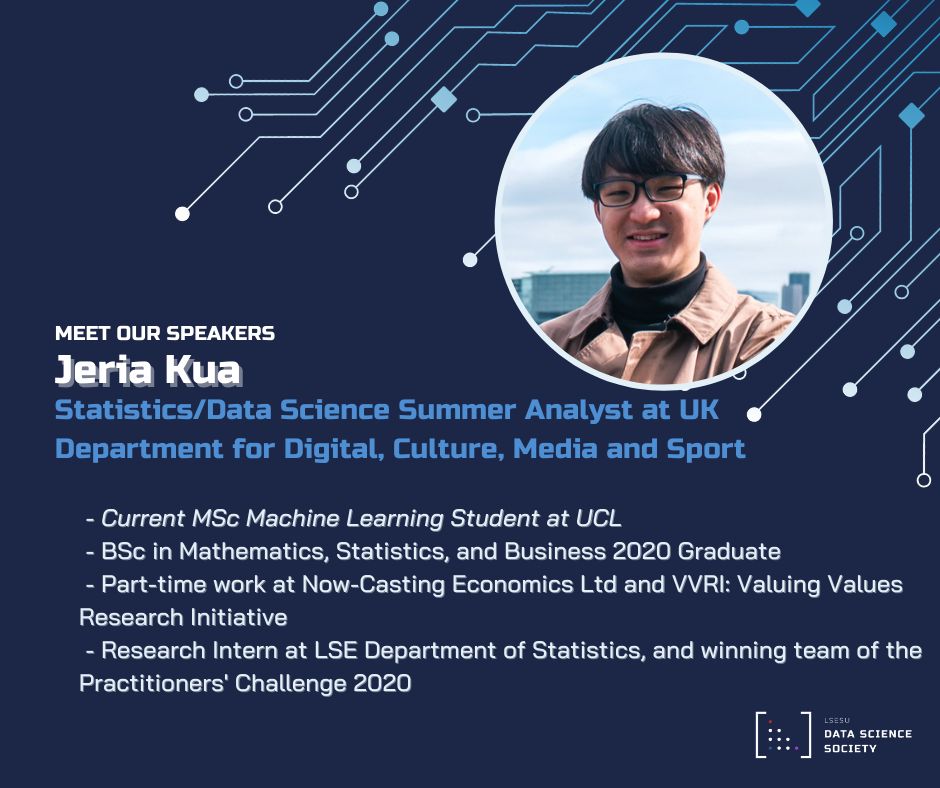 MEET OUR SPEAKERS
Jeria Kua
Statistics/Data Science Summer Analyst at UK
Department for Digital, Culture, Media and Sport
- Current MSc Machine Learning Student at UCL
- BSc in Mathematics, Statistics, and Business 2020 Graduate
- Part-time work at Now-Casting Economics Ltd and VVRI: Valuing Values
Research Initiative
- Research Intern at LSE Department of Statistics, and winning team of the
Practitioners' Challenge 2020
LSESU
DATA SCIENCE
SOCIETY